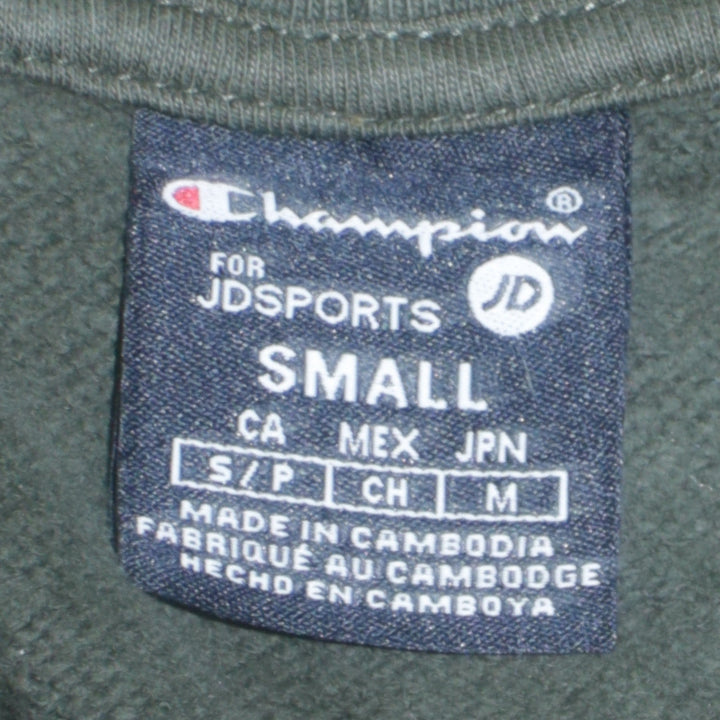 Champion®
FOR
JDSPORTS JD
SMALL
CA MEX JPN
S/P CH M
MADE IN CAMBODIA
FABRIQUÉ AU CAMBODGE
HECHO EN CAMBOYA